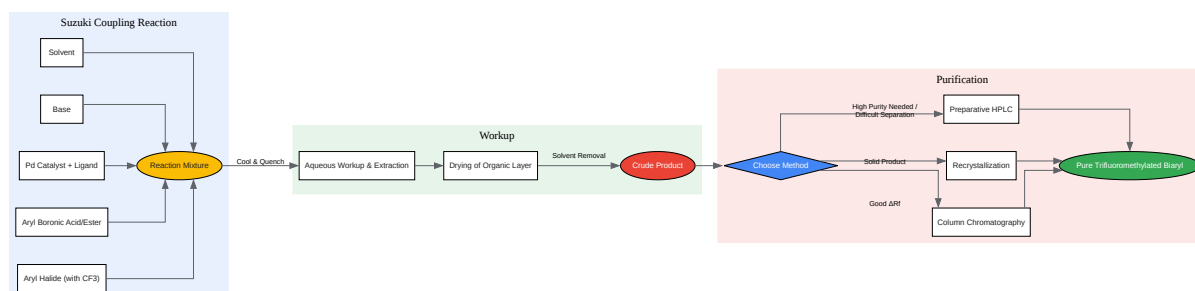 Suzuki Coupling Reaction
Solvent
Base
Pd Catalyst + Ligand
Reaction Mixture
Aryl Boronic Acid/Ester
Aryl Halide (with CF3)
Cool & Quench
Workup
Aqueous Workup & Extraction
Drying of Organic Layer
Solvent Removal
Crude Product
Purification
Choose Method
High Purity Needed /
Difficult Separation
Preparative HPLC
Solid Product
Recrystallization
Good ΔRf
Column Chromatography
Pure Trifluoromethylated Biaryl